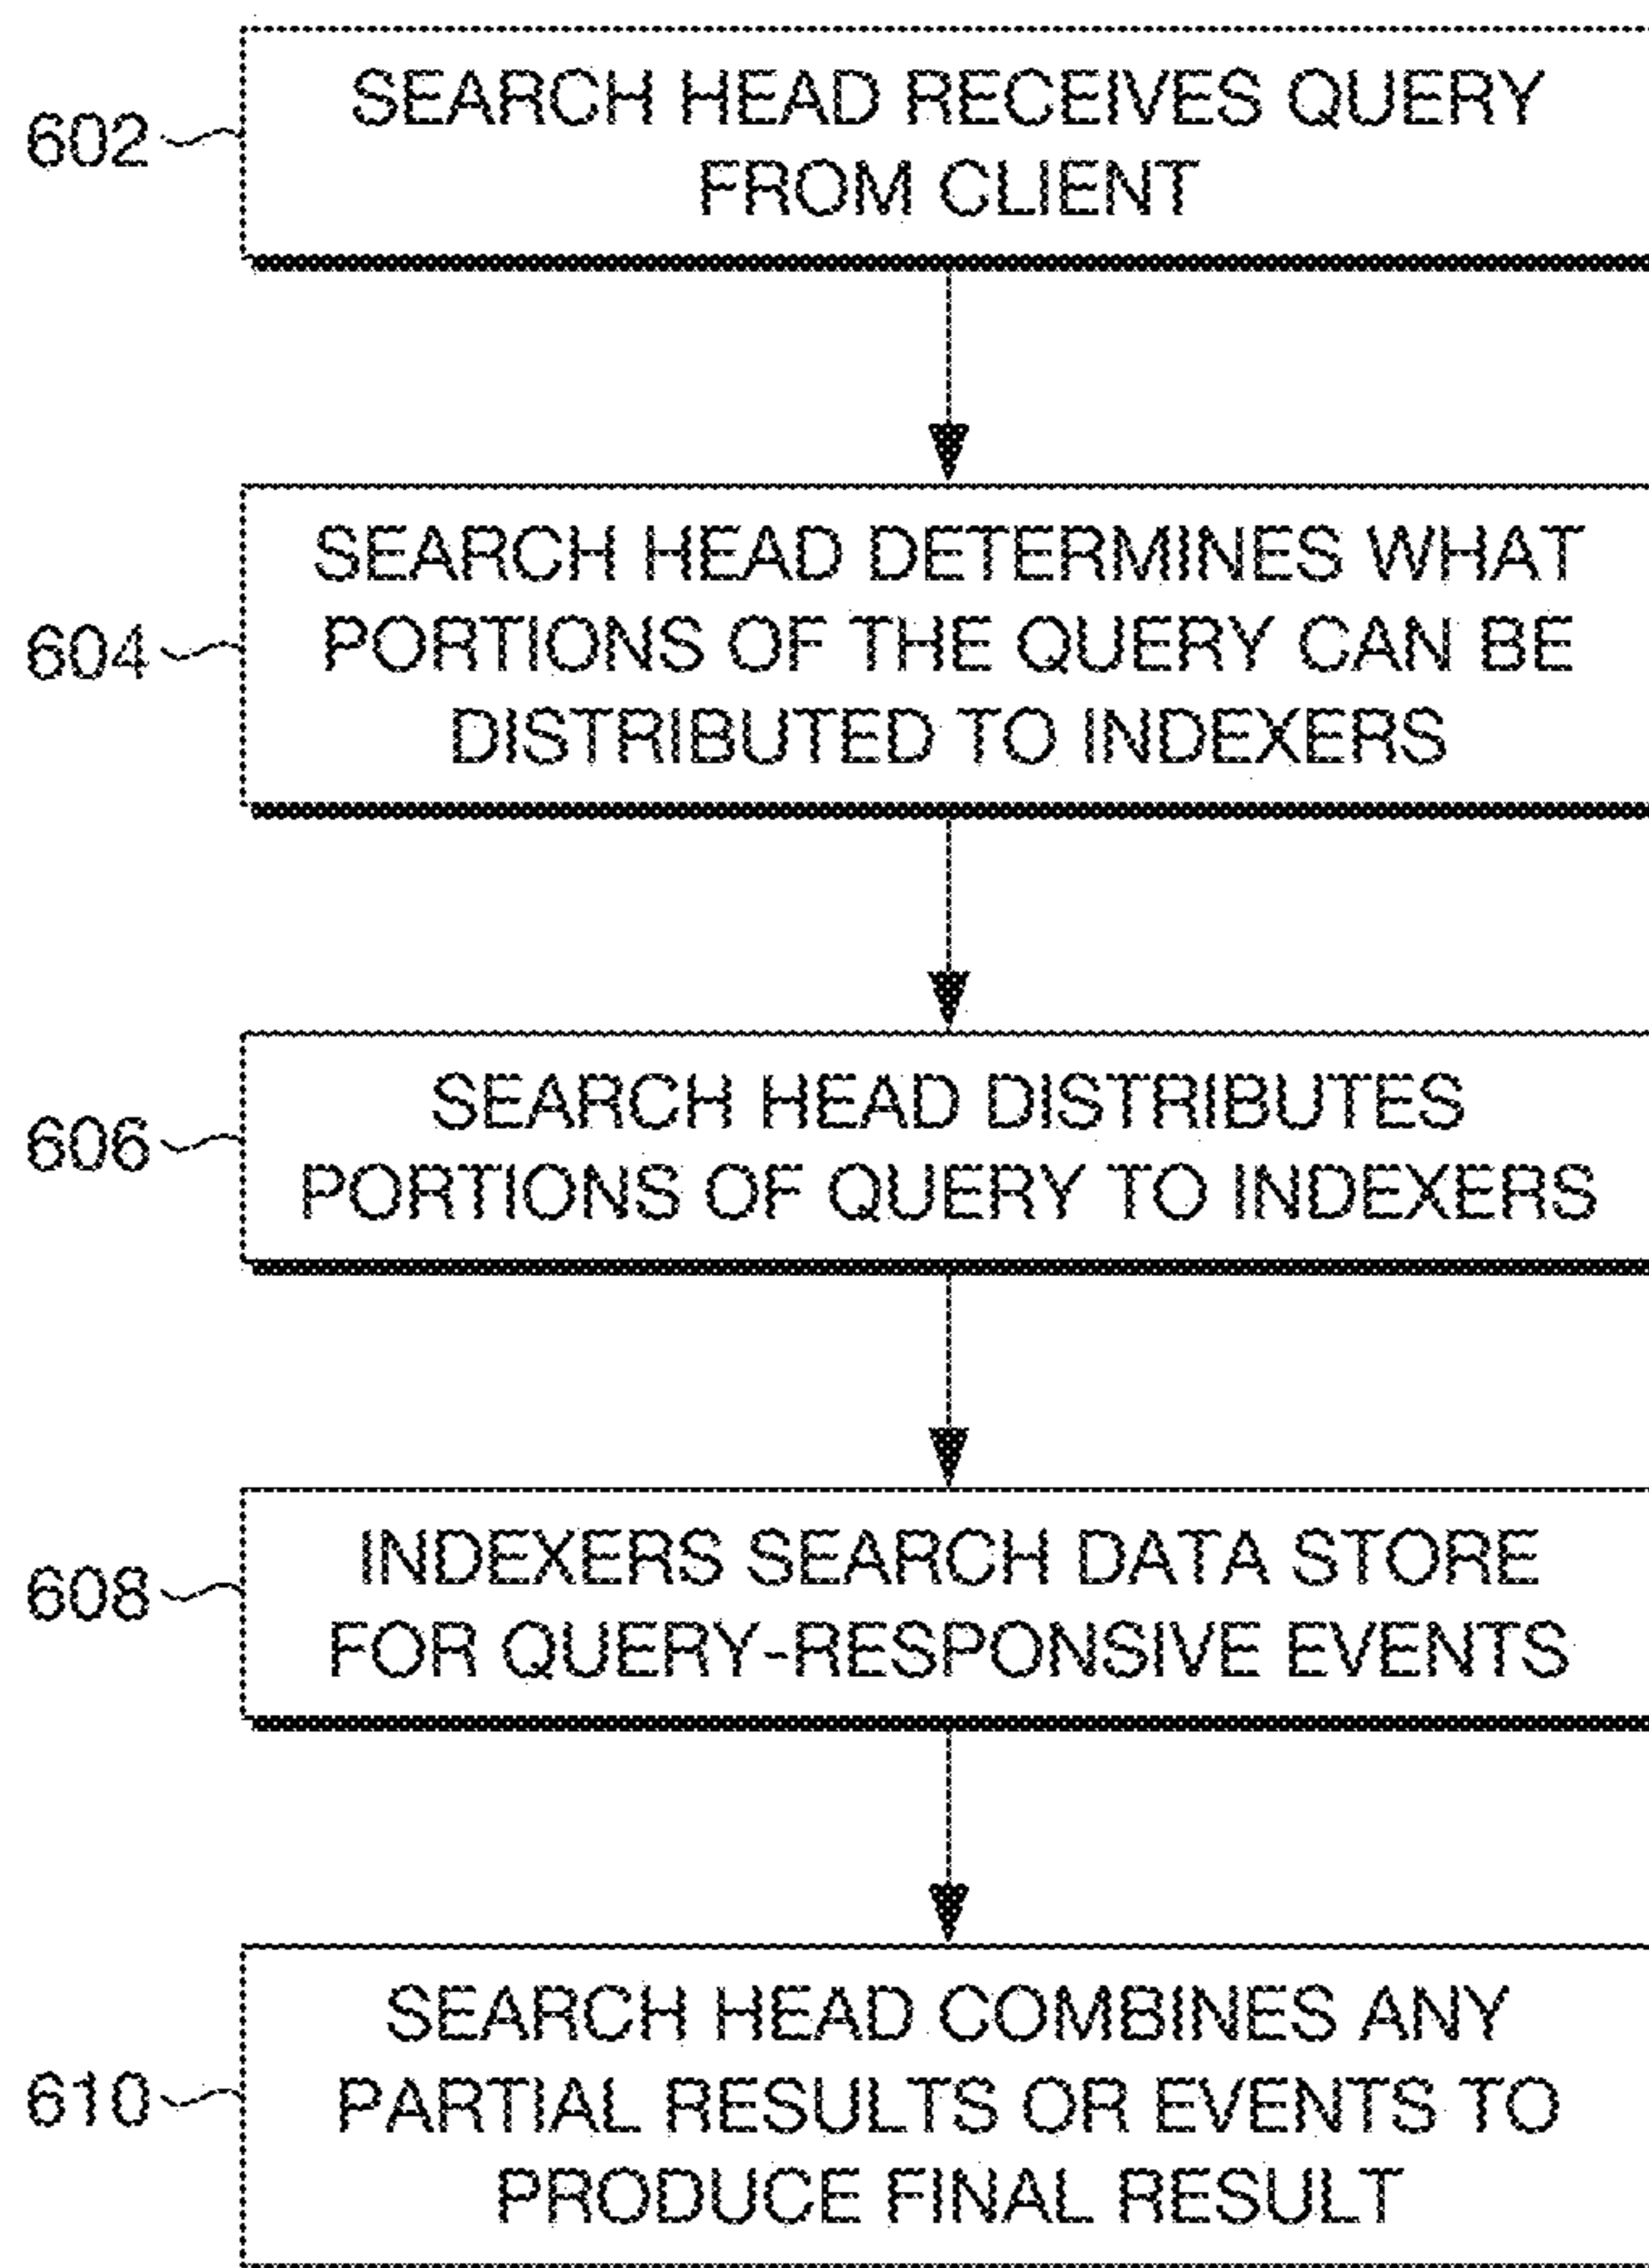 602
SEARCH HEAD RECEIVES QUERY
FROM CLIENT
604
SEARCH HEAD DETERMINES WHAT
PORTIONS OF THE QUERY CAN BE
DISTRIBUTED TO INDEXERS
606
SEARCH HEAD DISTRIBUTES
PORTIONS OF QUERY TO INDEXERS
608
INDEXERS SEARCH DATA STORE
FOR QUERY-RESPONSIVE EVENTS
610
SEARCH HEAD COMBINES ANY
PARTIAL RESULTS OR EVENTS TO
PRODUCE FINAL RESULT